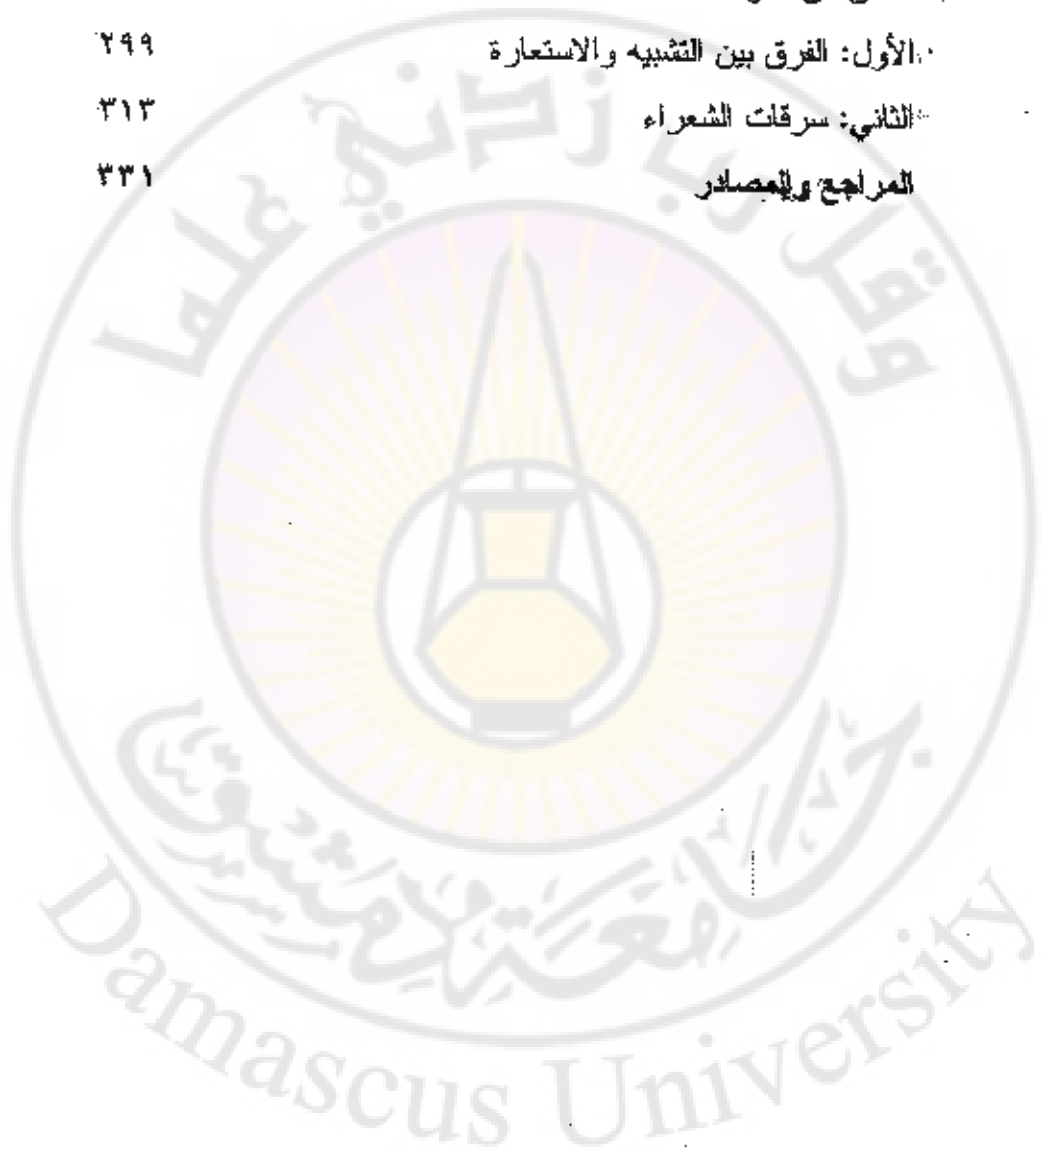 الأول: الفرق بين التشبيه والاستعارة ٢٩٩
الثاني: سرقات الشعراء ٣١٣
المراجع والمصادر ٣٣١
وقل رب زدني علما
جامعة دمشق
Damascus University